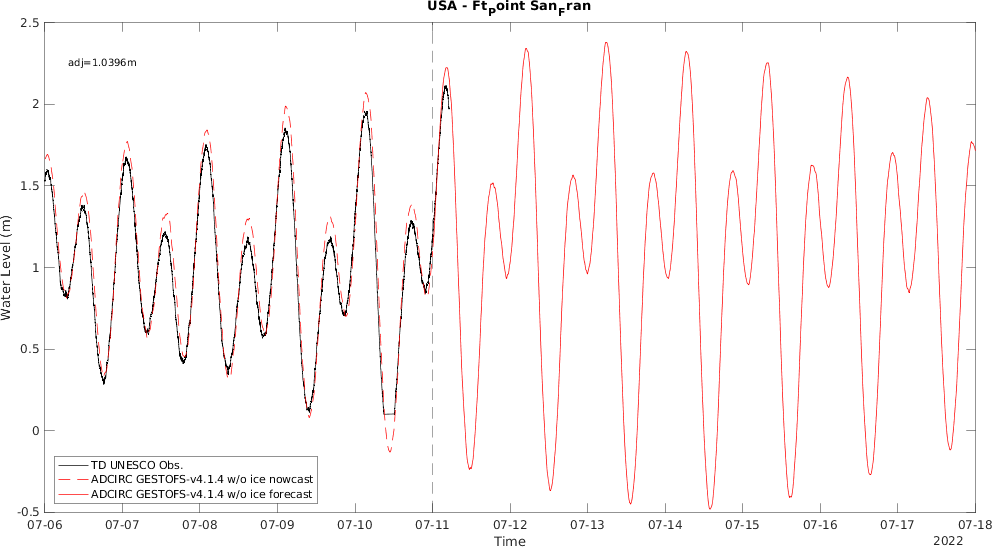 USA - FtPoint SanFran
adj=1.0396m
2.5
2
1.5
1
0.5
0
-0.5
Water Level (m)
TD UNESCO Obs.
ADCIRC GESTOFS-v4.1.4 w/o ice nowcast
ADCIRC GESTOFS-v4.1.4 w/o ice forecast
07-06 07-07 07-08 07-09 07-10 07-11 07-12 07-13 07-14 07-15 07-16 07-17 07-18
Time
2022